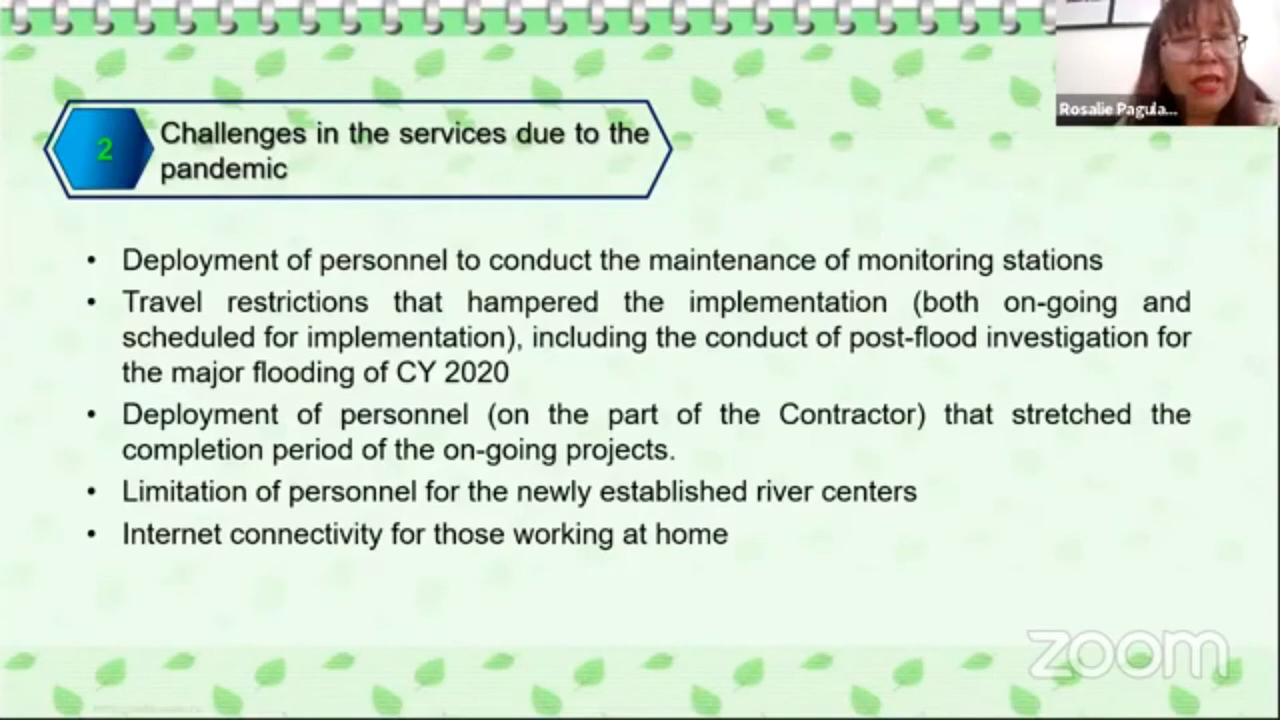 Rosalie Pagula...
2
Challenges in the services due to the
pandemic
• Deployment of personnel to conduct the maintenance of monitoring stations
• Travel restrictions that hampered the implementation (both on-going and
scheduled for implementation), including the conduct of post-flood investigation for
the major flooding of CY 2020
• Deployment of personnel (on the part of the Contractor) that stretched the
completion period of the on-going projects.
• Limitation of personnel for the newly established river centers
• Internet connectivity for those working at home
zoom